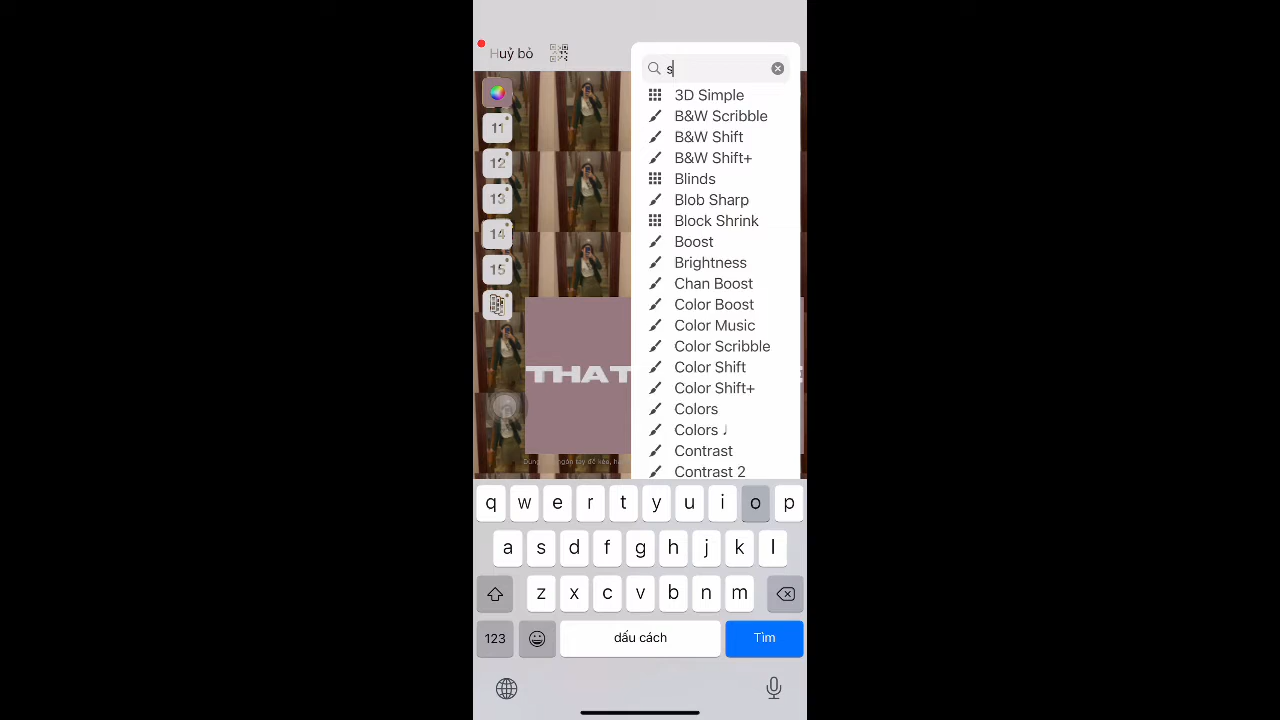 Huỷ bỏ
s
3D Simple
B&W Scribble
B&W Shift
B&W Shift+
Blinds
Blob Sharp
Block Shrink
Boost
Brightness
Chan Boost
Color Boost
Color Music
Color Scribble
Color Shift
Color Shift+
Colors
Colors ♩
Contrast
Contrast 2
11
12
13
14
15
THAT
q w e r t y u i o p
a s d f g h j k l
z x c v b n m
123 dấu cách Tìm